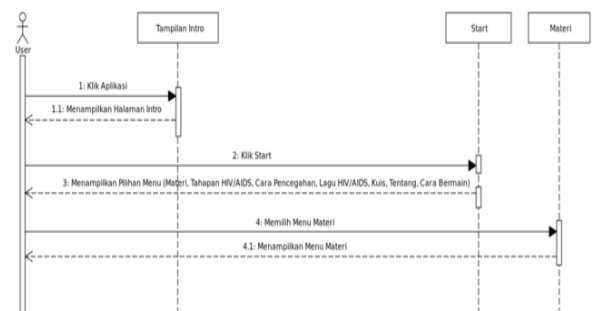 Tampilan Intro
Start
Materi
User
1: Klik Aplikasi
1.1: Menampilkan Halaman Intro
2: Klik Start
3: Menampilkan Pilihan Menu (Materi, Tahapan HIV/AIDS, Cara Pencegahan, Lagu HIV/AIDS, Kuis, Tentang, Cara Bermain)
4: Memilih Menu Materi
4.1: Menampilkan Menu Materi